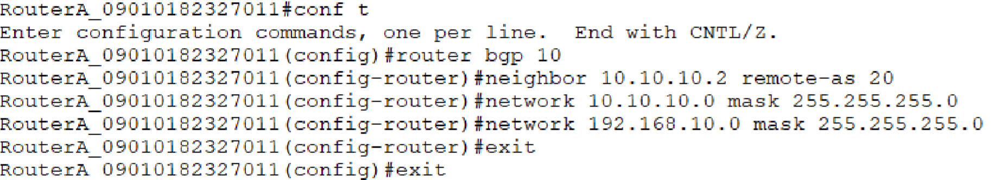 RouterA_09010182327011#conf t
Enter configuration commands, one per line.  End with CNTL/Z.
RouterA_09010182327011(config)#router bgp 10
RouterA_09010182327011(config-router)#neighbor 10.10.10.2 remote-as 20
RouterA_09010182327011(config-router)#network 10.10.10.0 mask 255.255.255.0
RouterA_09010182327011(config-router)#network 192.168.10.0 mask 255.255.255.0
RouterA_09010182327011(config-router)#exit
RouterA_09010182327011(config)#exit